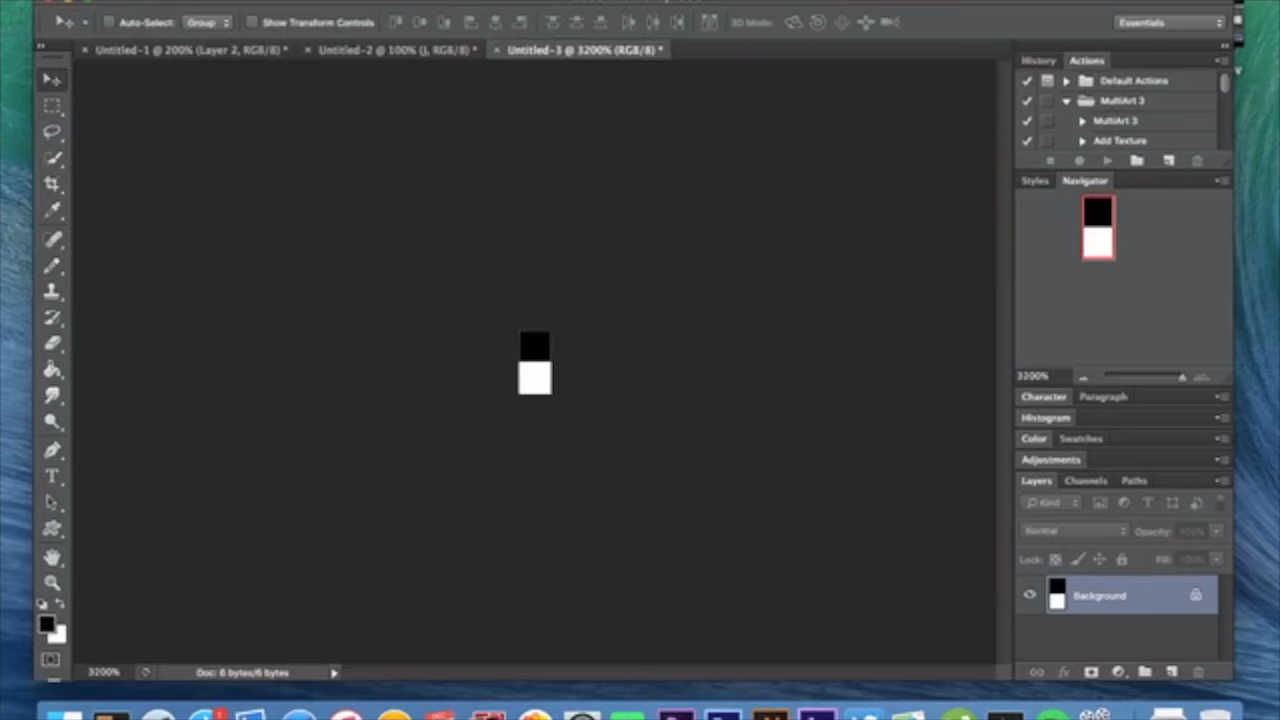 Auto-Select: Group Show Transform Controls 3D Mode: Essentials
Untitled-1 @ 200% (Layer 2, RGB/8) * Untitled-2 @ 100% (), RGB/8) * Untitled-3 @ 3200% (RGB/8) *
History Actions
Default Actions
MultiArt 3
MultiArt 3
Add Texture
Styles Navigator
3200%
Character Paragraph
Histogram
Color Swatches
Adjustments
Layers Channels Paths
Kind
Normal Opacity: 100%
Lock: Fill: 100%
Background
3200% Doc: 6 bytes/6 bytes